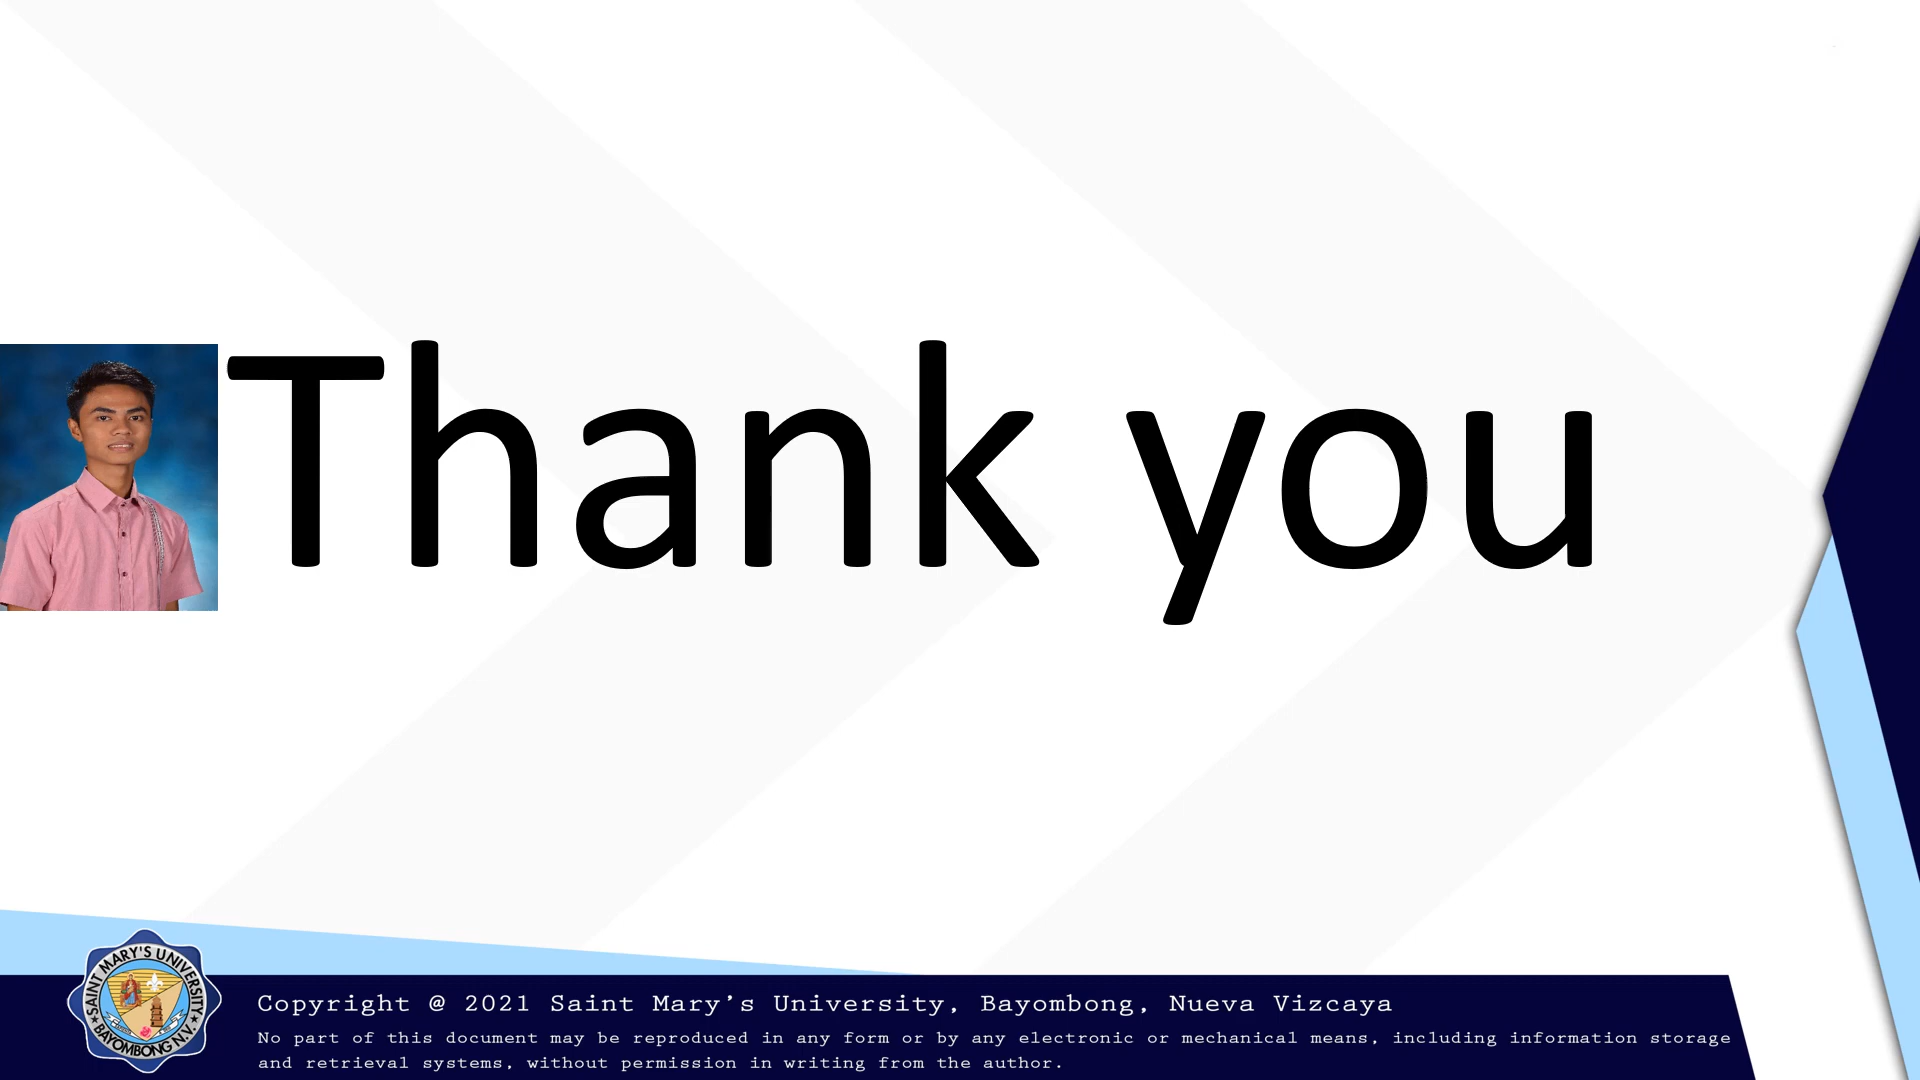 Thank you
SAINT MARY'S UNIVERSITY
BAYOMBONG N.V.
Copyright @ 2021 Saint Mary’s University, Bayombong, Nueva Vizcaya
No part of this document may be reproduced in any form or by any electronic or mechanical means, including information storage
and retrieval systems, without permission in writing from the author.